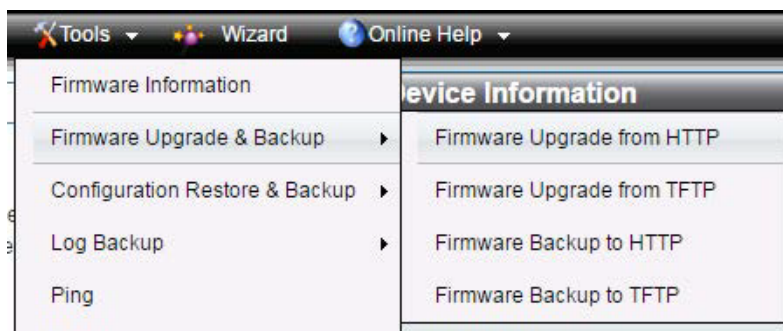 Tools Wizard Online Help
Device Information
Firmware Information
Firmware Upgrade & Backup
Configuration Restore & Backup
Log Backup
Ping
Firmware Upgrade from HTTP
Firmware Upgrade from TFTP
Firmware Backup to HTTP
Firmware Backup to TFTP